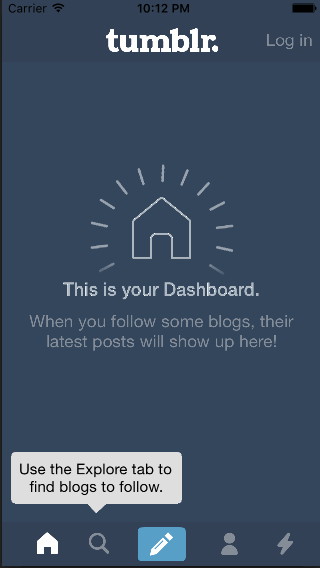 Carrier 10:12 PM
tumblr. Log in
This is your Dashboard.
When you follow some blogs, their
latest posts will show up here!
Use the Explore tab to
find blogs to follow.